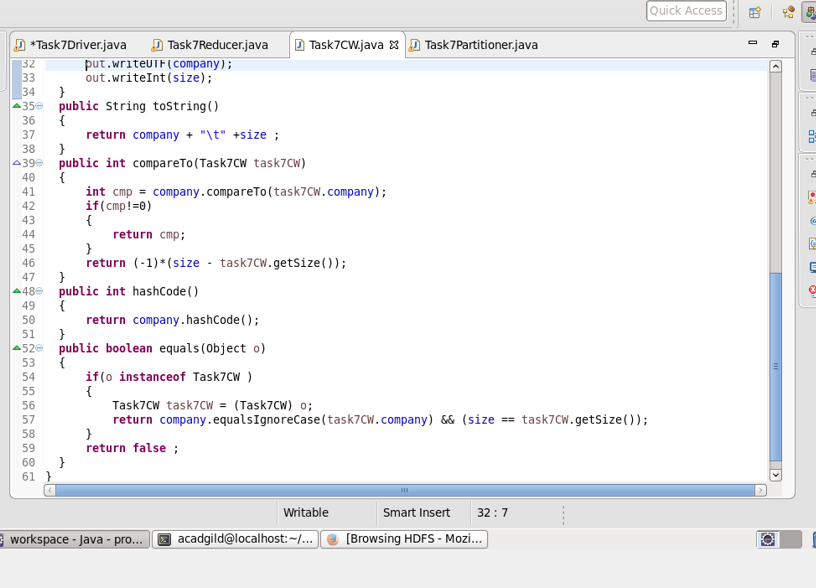 Quick Access
*Task7Driver.java Task7Reducer.java Task7CW.java Task7Partitioner.java
32 out.writeUTF(company);
33 out.writeInt(size);
34 }
35 public String toString()
36 {
37 return company + "\t" +size ;
38 }
39 public int compareTo(Task7CW task7CW)
40 {
41 int cmp = company.compareTo(task7CW.company);
42 if(cmp!=0)
43 {
44 return cmp;
45 }
46 return (-1)*(size - task7CW.getSize());
47 }
48 public int hashCode()
49 {
50 return company.hashCode();
51 }
52 public boolean equals(Object o)
53 {
54 if(o instanceof Task7CW )
55 {
56 Task7CW task7CW = (Task7CW) o;
57 return company.equalsIgnoreCase(task7CW.company) && (size == task7CW.getSize());
58 }
59 return false ;
60 }
61 }
Writable Smart Insert 32 : 7
workspace - Java - pro... acadgild@localhost:~/... [Browsing HDFS - Mozi...